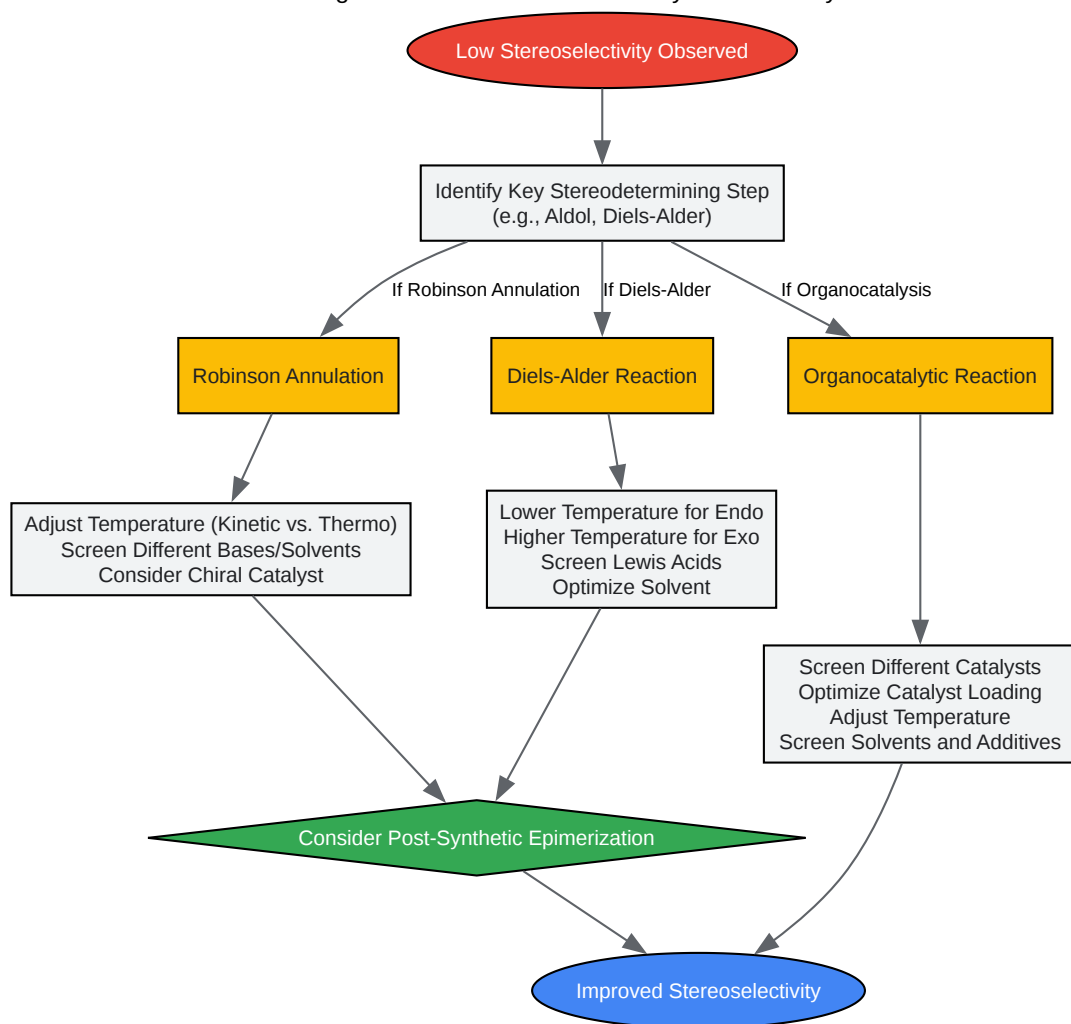 Low Stereoselectivity Observed
Identify Key Stereodetermining Step
(e.g., Aldol, Diels-Alder)
If Robinson Annulation
If Diels-Alder
If Organocatalysis
Robinson Annulation
Diels-Alder Reaction
Organocatalytic Reaction
Adjust Temperature (Kinetic vs. Thermo)
Screen Different Bases/Solvents
Consider Chiral Catalyst
Lower Temperature for Endo
Higher Temperature for Exo
Screen Lewis Acids
Optimize Solvent
Screen Different Catalysts
Optimize Catalyst Loading
Adjust Temperature
Screen Solvents and Additives
Consider Post-Synthetic Epimerization
Improved Stereoselectivity